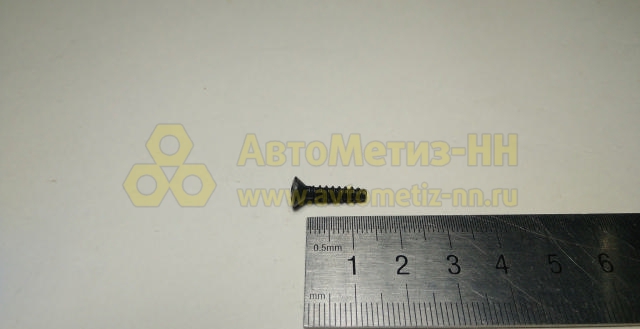 АвтоМетиз-НН
www.avtometiz-nn.ru
0.5mm
1 2 3 4 5 6
mm